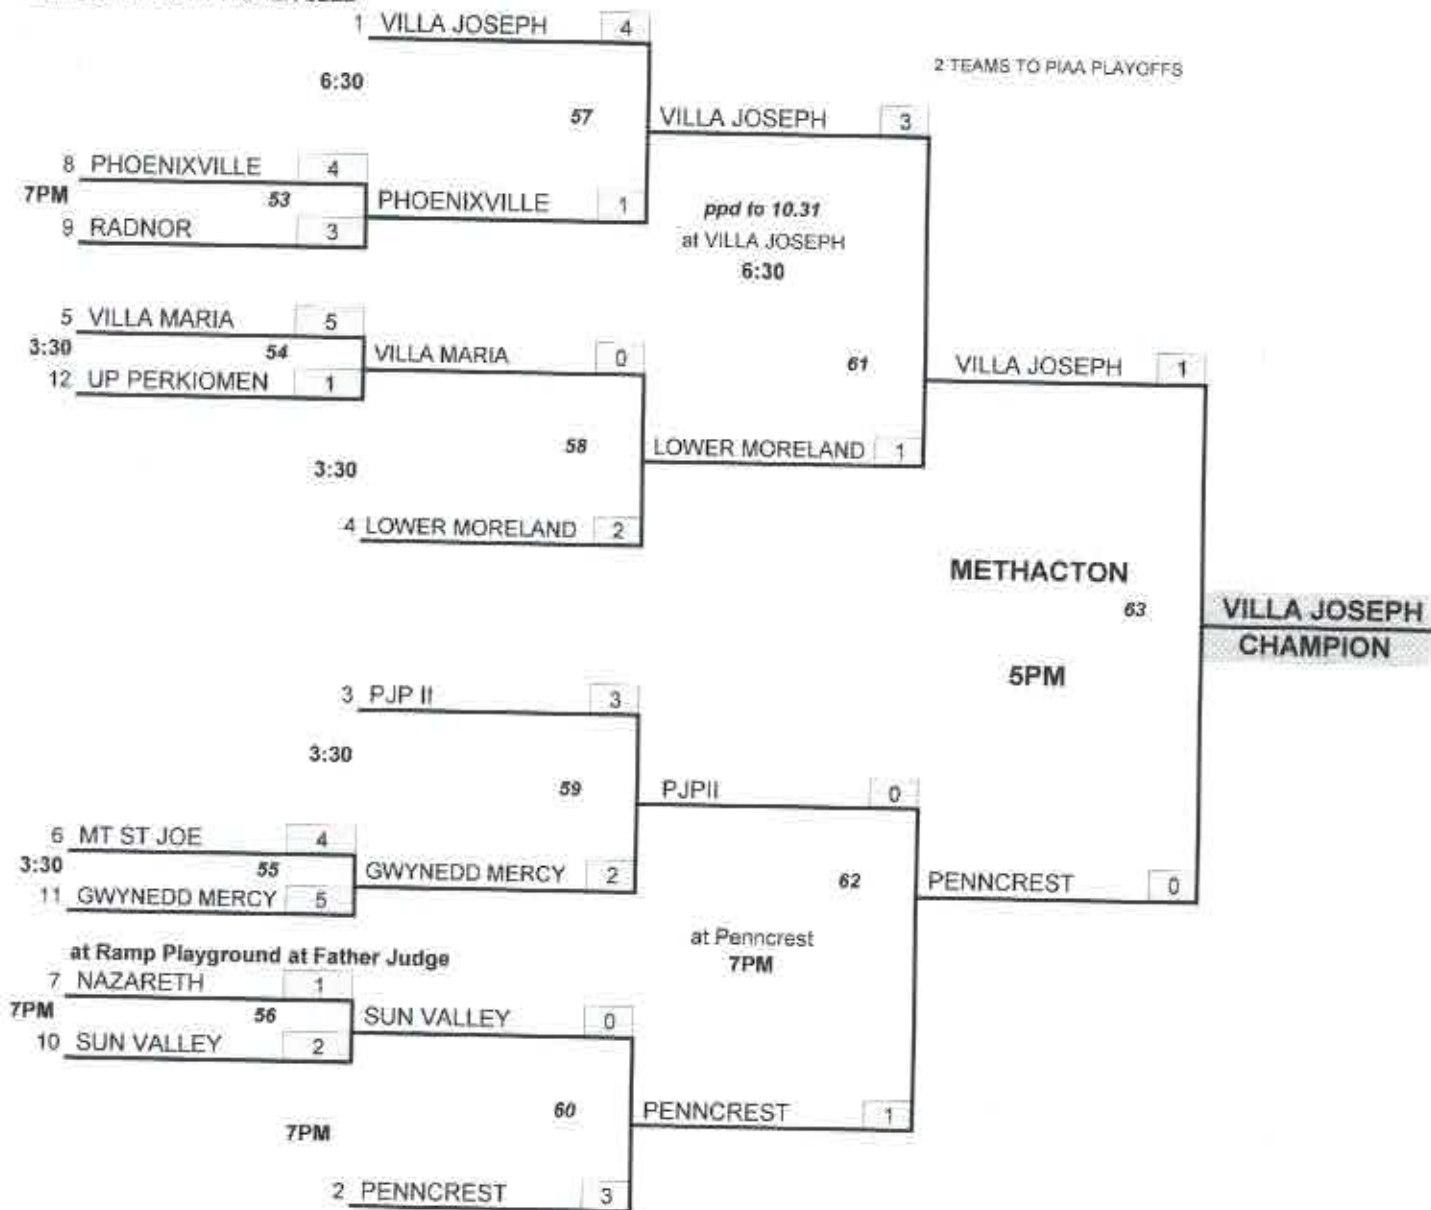 1 VILLA JOSEPH 4
2 TEAMS TO PIAA PLAYOFFS
6:30
57 VILLA JOSEPH 3
8 PHOENIXVILLE 4
7PM 53 PHOENIXVILLE 1
9 RADNOR 3
ppd to 10.31
at VILLA JOSEPH
6:30
5 VILLA MARIA 5
3:30 54 VILLA MARIA 0
12 UP PERKIOMEN 1
61 VILLA JOSEPH 1
58 LOWER MORELAND 1
3:30
4 LOWER MORELAND 2
METHACTON
63 VILLA JOSEPH
CHAMPION
5PM
3 PJP II 3
3:30
59 PJPII 0
6 MT ST JOE 4
3:30 55 GWYNEDD MERCY 2
11 GWYNEDD MERCY 5
62 PENNCREST 0
at Penncrest
7PM
at Ramp Playground at Father Judge
7 NAZARETH 1
7PM 56 SUN VALLEY 0
10 SUN VALLEY 2
60 PENNCREST 1
7PM
2 PENNCREST 3